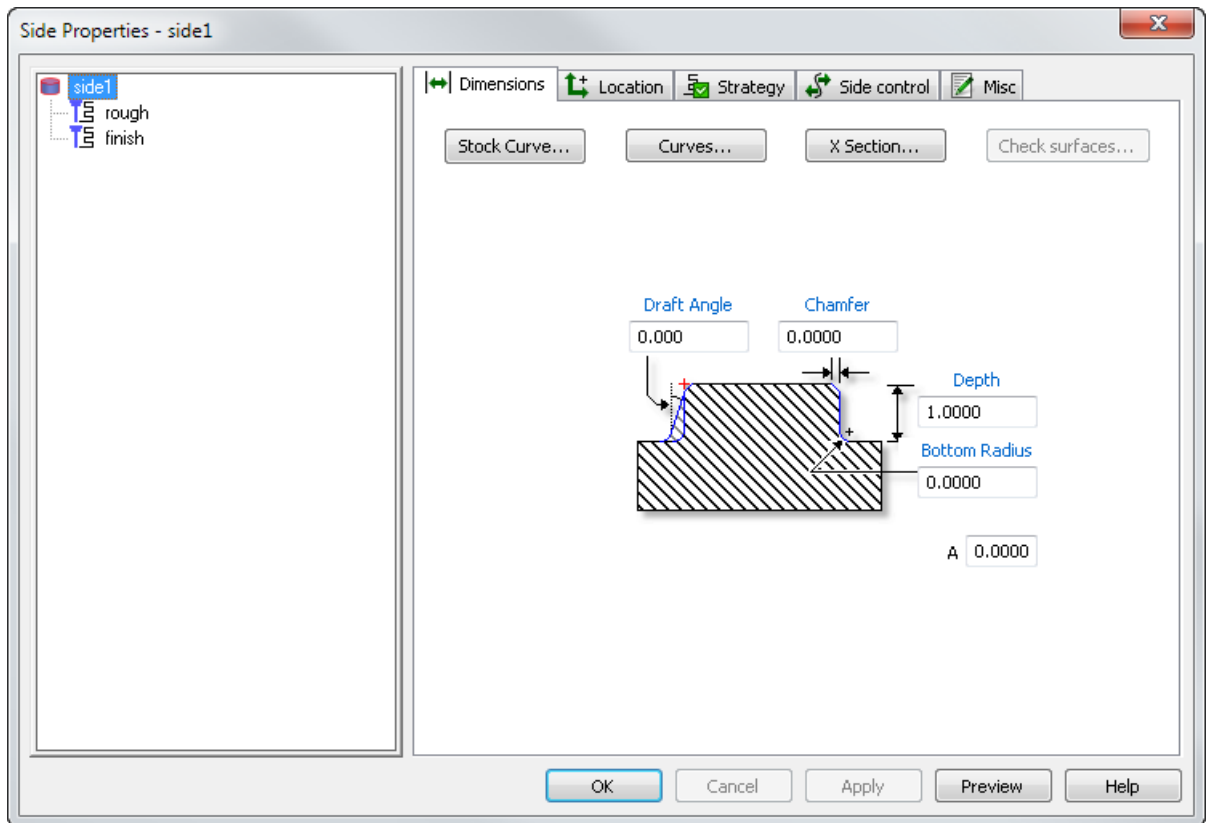 Side Properties - side1
side1
rough
finish
Dimensions Location Strategy Side control Misc
Stock Curve... Curves... X Section... Check surfaces...
Draft Angle Chamfer
0.000 0.0000
Depth
1.0000
Bottom Radius
0.0000
A 0.0000
OK Cancel Apply Preview Help